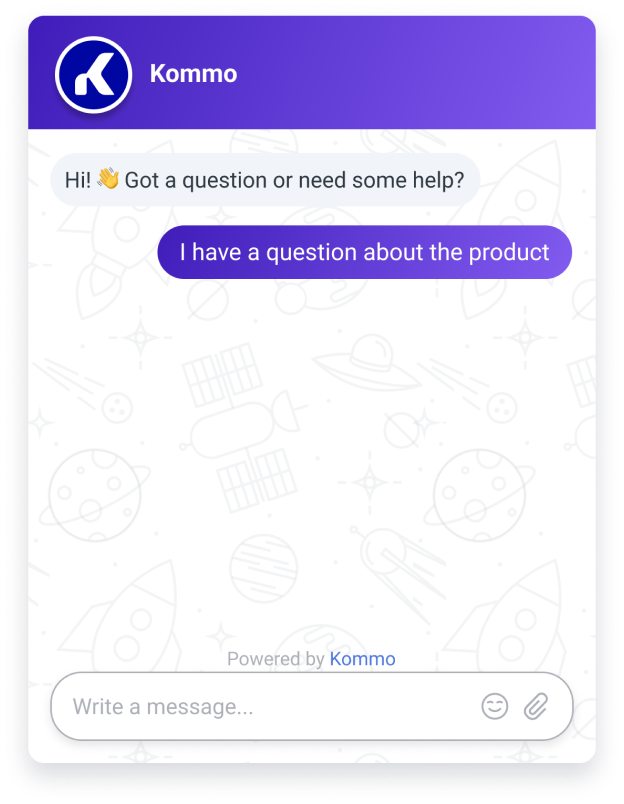 Kommo
Hi! 👋 Got a question or need some help?
I have a question about the product
Powered by Kommo
Write a message...